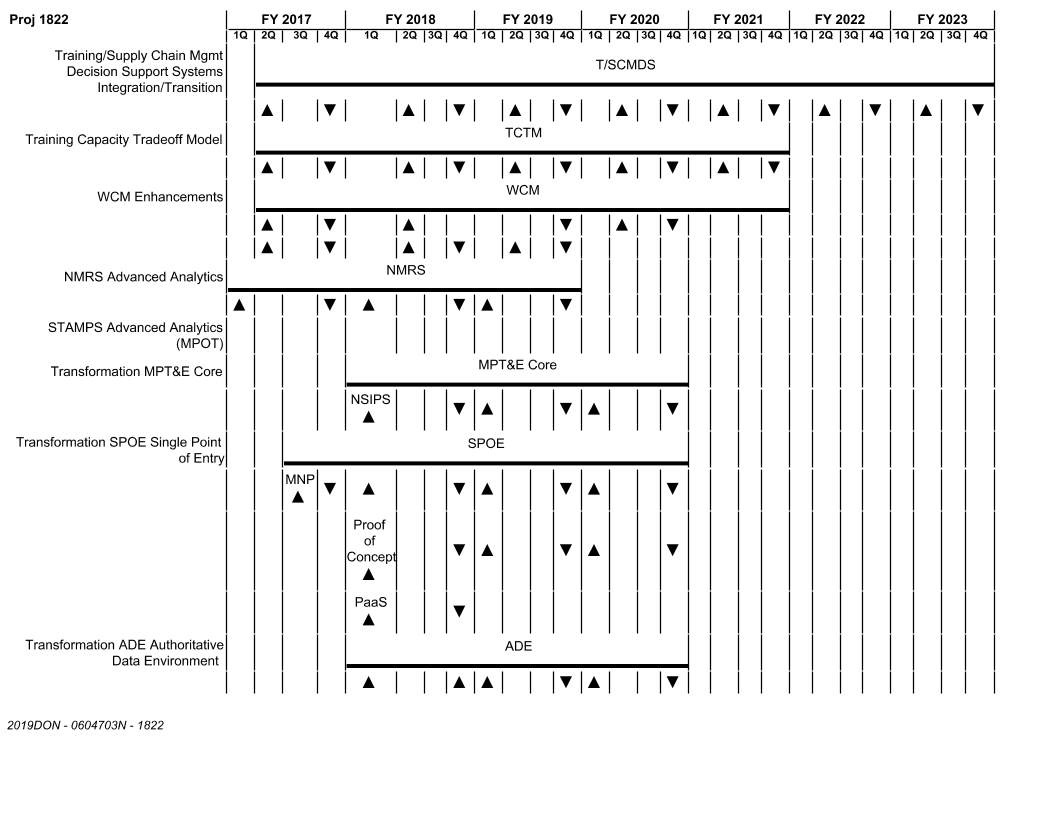 Proj 1822
FY 2017 FY 2018 FY 2019 FY 2020 FY 2021 FY 2022 FY 2023
1Q 2Q 3Q 4Q 1Q 2Q 3Q 4Q 1Q 2Q 3Q 4Q 1Q 2Q 3Q 4Q 1Q 2Q 3Q 4Q 1Q 2Q 3Q 4Q 1Q 2Q 3Q 4Q
Training/Supply Chain Mgmt
Decision Support Systems
Integration/Transition
T/SCMDS
▲ ▼ ▲ ▼ ▲ ▼ ▲ ▼ ▲ ▼ ▲ ▼ ▲ ▼
Training Capacity Tradeoff Model
TCTM
▲ ▼ ▲ ▼ ▲ ▼ ▲ ▼ ▲ ▼
WCM Enhancements
WCM
▲ ▼ ▲ ▼ ▲ ▼
▲ ▼ ▲ ▼ ▲ ▼
NMRS Advanced Analytics
NMRS
▲ ▼ ▲ ▼ ▲ ▼
STAMPS Advanced Analytics
(MPOT)
Transformation MPT&E Core
MPT&E Core
NSIPS
▲ ▼ ▲ ▼ ▲ ▼
Transformation SPOE Single Point
of Entry
SPOE
MNP
▲ ▼ ▲ ▼ ▲ ▼ ▲ ▼
Proof
of
Concept
▲ ▼ ▲ ▼ ▲ ▼
PaaS
▲ ▼
Transformation ADE Authoritative
Data Environment
ADE
▲ ▲ ▲ ▼ ▲ ▼
2019DON - 0604703N - 1822